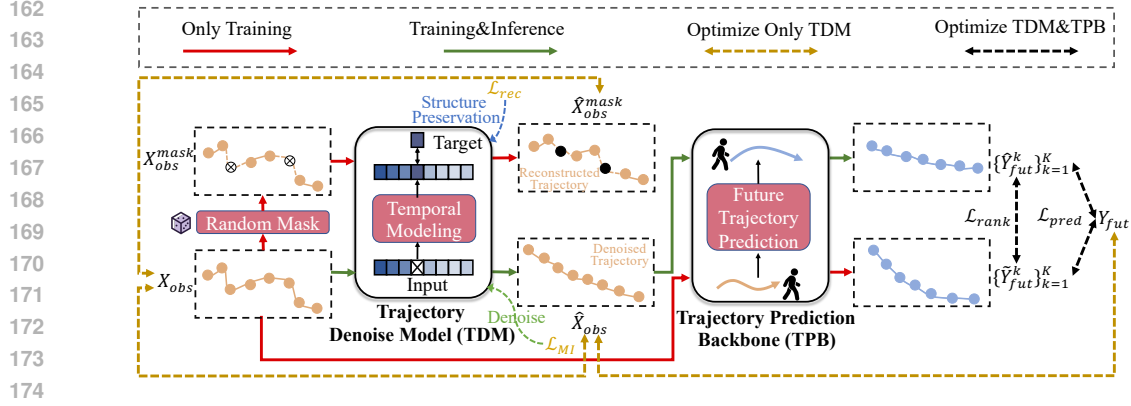 162
163
164
165
166
167
168
169
170
171
172
173
174
Only Training
Training&Inference
Optimize Only TDM
Optimize TDM&TPB
Structure
Preservation
ℒ_rec
X̂_obs^mask
X_obs^mask
Target
Reconstructed
Trajectory
Random Mask
Temporal
Modeling
Future
Trajectory
Prediction
{Ŷ_fut^k}_{k=1}^K
ℒ_rank
ℒ_pred
Y_fut
X_obs
Input
Denoised
Trajectory
{Ỹ_fut^k}_{k=1}^K
Trajectory
Denoise Model (TDM)
Denoise
ℒ_MI
X̂_obs
Trajectory Prediction
Backbone (TPB)